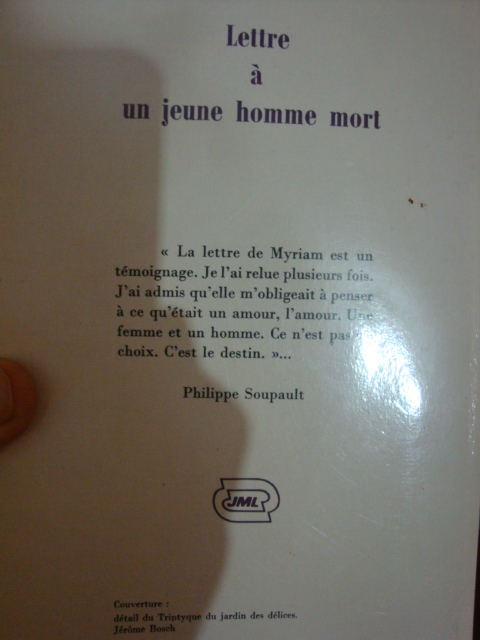 Lettre
à
un jeune homme mort
« La lettre de Myriam est un
témoignage. Je l'ai relue plusieurs fois.
J'ai admis qu'elle m'obligeait à penser
à ce qu'était un amour, l'amour. Une
femme et un homme. Ce n'est pas
choix. C'est le destin. »...
Philippe Soupault
JML
Couverture :
détail du Trintyque du jardin des délices.
Jérôme Bosch